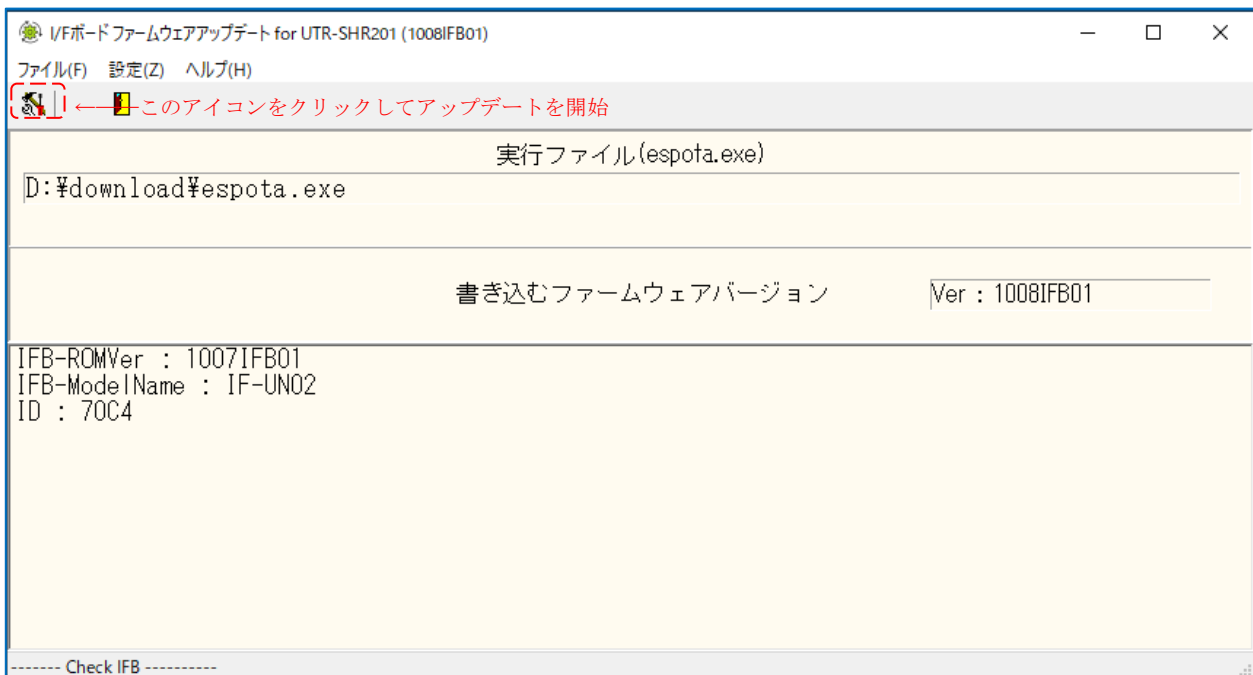 I/Fボード ファームウェアアップデート for UTR-SHR201 (1008IFB01)
ファイル(F) 設定(Z) ヘルプ(H)
←このアイコンをクリックしてアップデートを開始
実行ファイル(espota.exe)
D:¥download¥espota.exe
書き込むファームウェアバージョン Ver : 1008IFB01
IFB-ROMVer : 1007IFB01
IFB-ModelName : IF-UNO2
ID : 70C4
------- Check IFB ----------